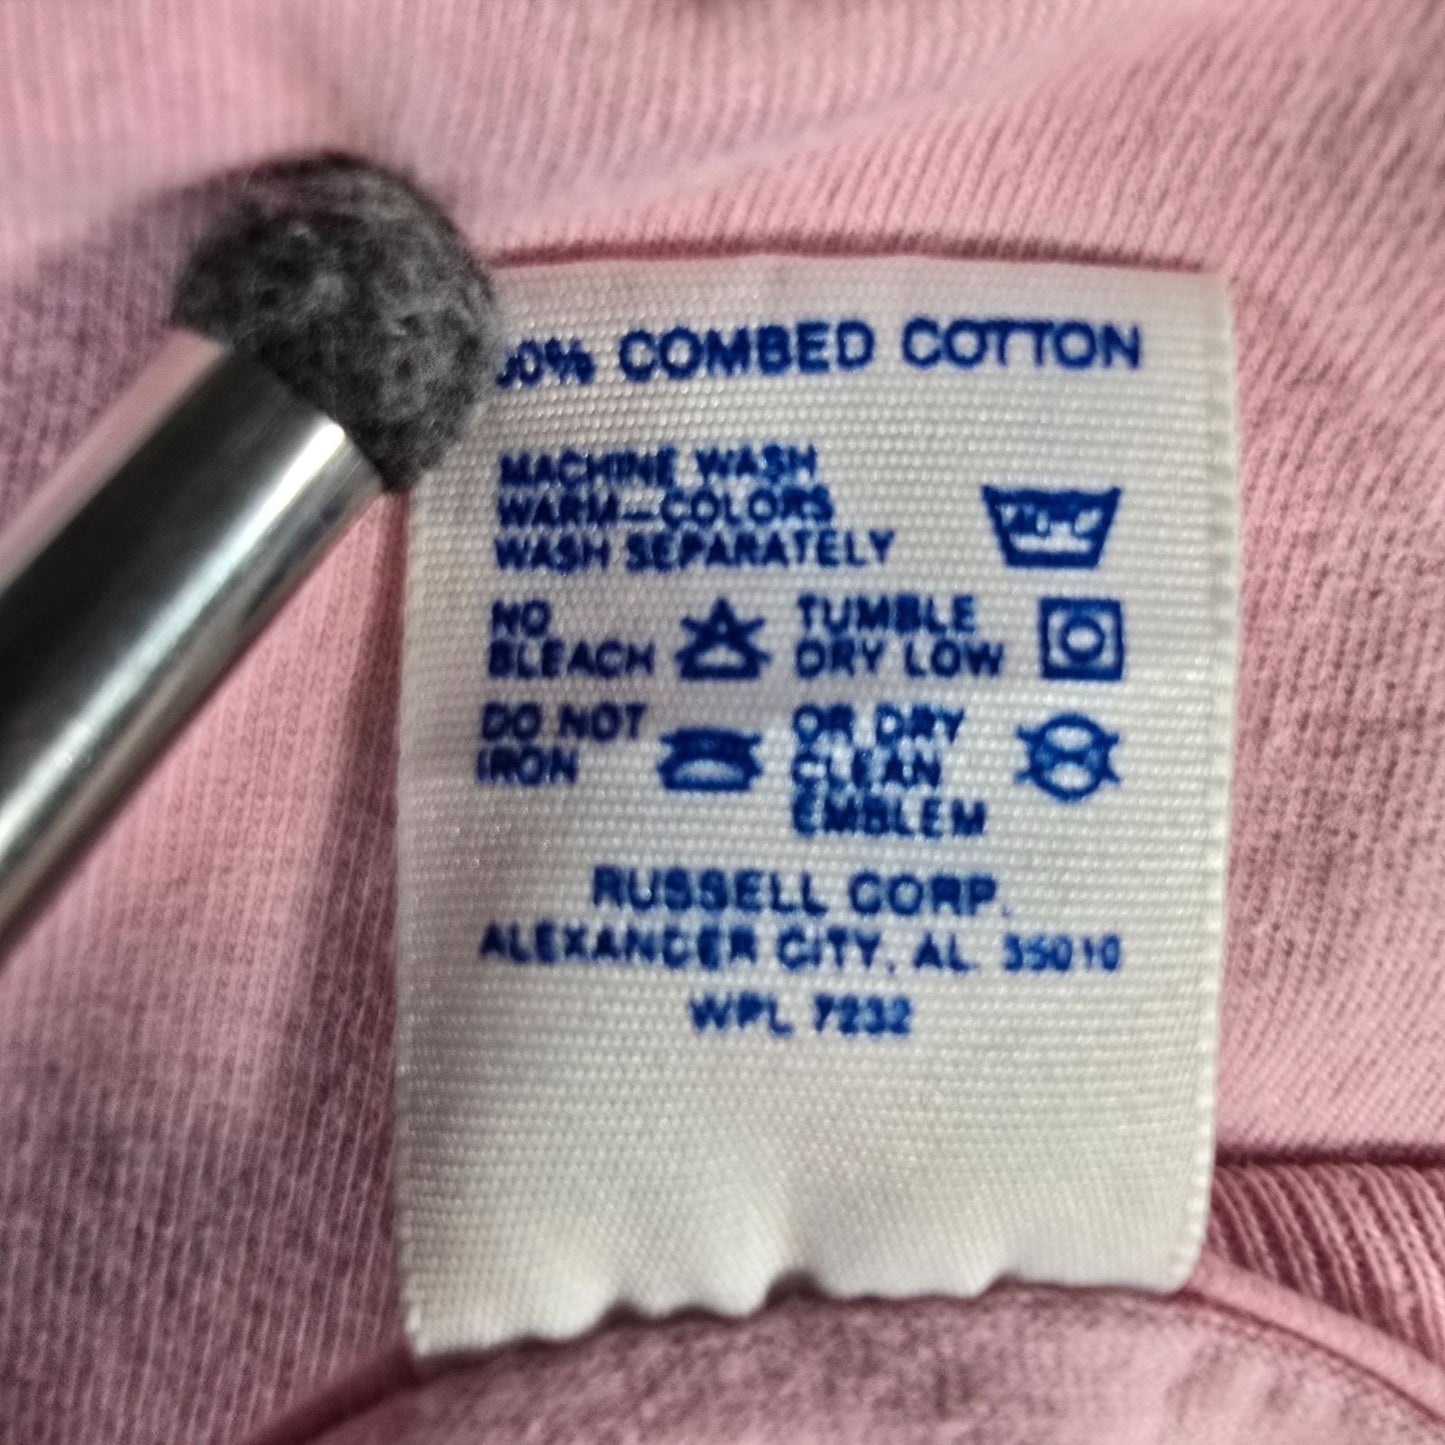 00% COMBED COTTON
MACHINE WASH
WARM—COLORS
WASH SEPARATELY
NO
BLEACH
TUMBLE
DRY LOW
DO NOT
IRON
OR DRY
CLEAN
EMBLEM
RUSSELL CORP.
ALEXANDER CITY, AL 35010
WPL 7232